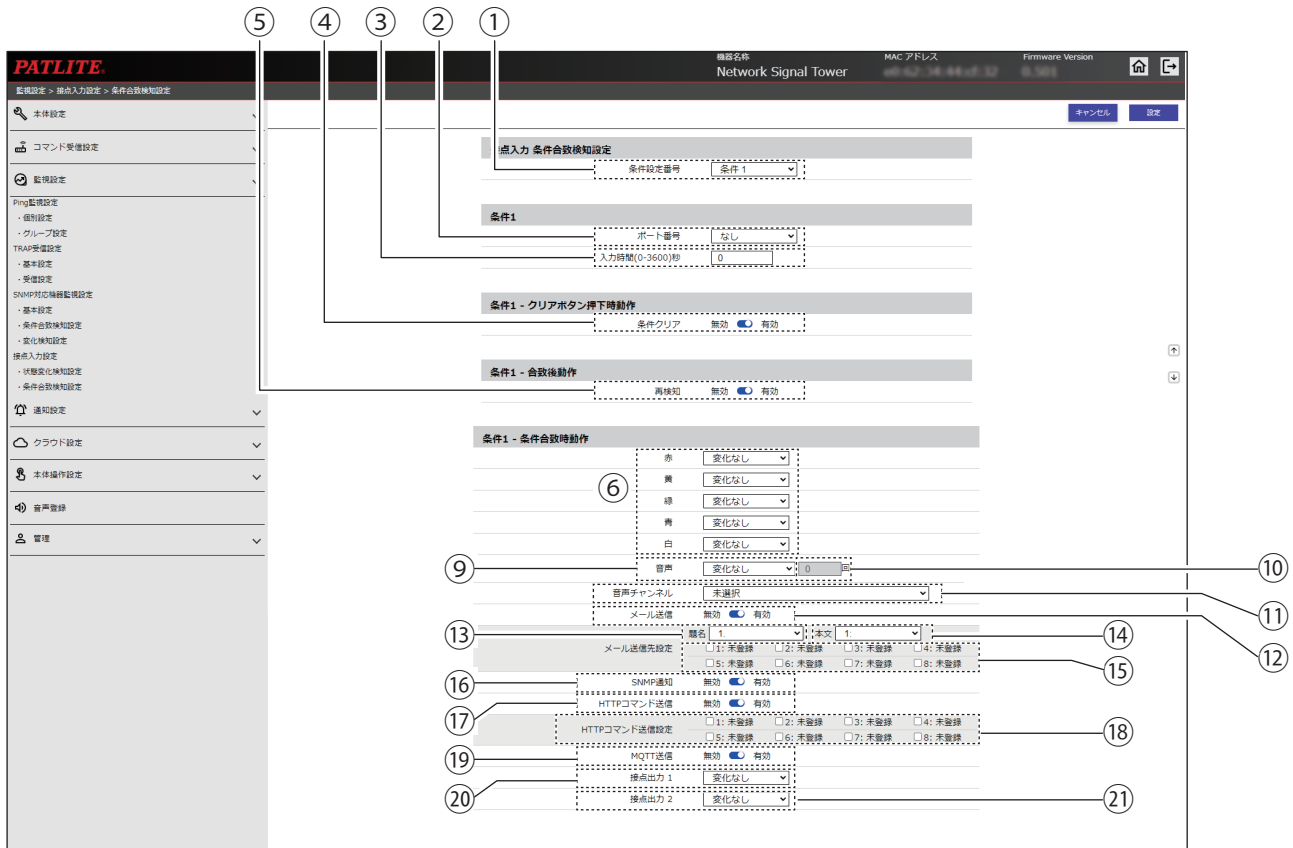 ⑤ ④ ③ ② ①
PATLITE
機器名称 MAC アドレス Firmware Version
Network Signal Tower
監視設定 > 接点入力設定 > 条件合致検知設定
キャンセル 設定
本体設定
コマンド受信設定
監視設定
Ping監視設定
・個別設定
・グループ設定
TRAP受信設定
・基本設定
・受信設定
SNMP対応機器監視設定
・基本設定
・条件合致検知設定
・変化検知設定
接点入力設定
・状態変化検知設定
・条件合致検知設定
通知設定
クラウド設定
本体操作設定
音声登録
管理
点入力 条件合致検知設定
条件設定番号 条件 1
条件1
ポート番号 なし
入力時間(0-3600)秒 0
条件1 - クリアボタン押下時動作
条件クリア 無効 有効
条件1 - 合致後動作
再検知 無効 有効
条件1 - 条件合致時動作
赤 変化なし
黄 変化なし
⑥
緑 変化なし
青 変化なし
白 変化なし
⑨ 音声 変化なし 0 回 ⑩
音声チャンネル 未選択 ⑪
メール送信 無効 有効 ⑫
⑬ 題名 1. 本文 1: ⑭
メール送信先設定 1: 未登録 2: 未登録 3: 未登録 4: 未登録
5: 未登録 6: 未登録 7: 未登録 8: 未登録 ⑮
⑯ SNMP通知 無効 有効
⑰ HTTPコマンド送信 無効 有効
HTTPコマンド送信設定 1: 未登録 2: 未登録 3: 未登録 4: 未登録
5: 未登録 6: 未登録 7: 未登録 8: 未登録 ⑱
⑲ MQTT送信 無効 有効
⑳ 接点出力 1 変化なし
接点出力 2 変化なし ㉑